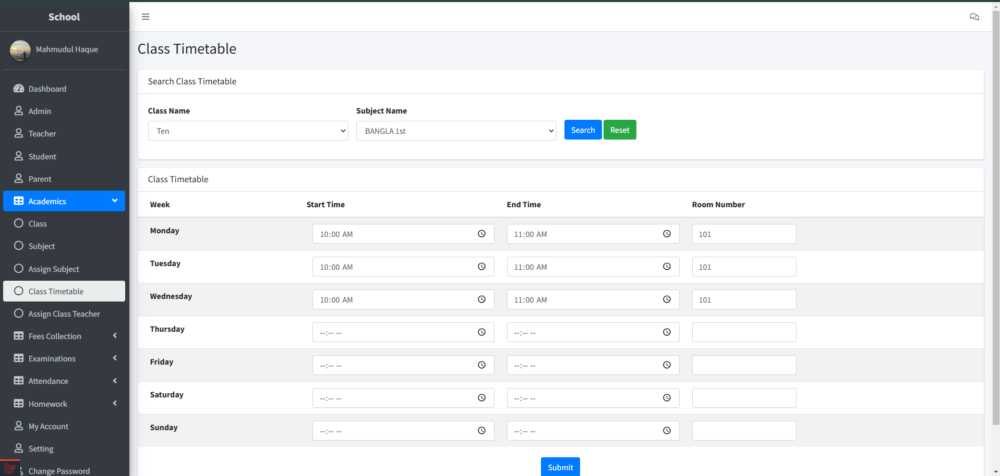 School
Mahmudul Haque
Dashboard
Admin
Teacher
Student
Parent
Academics
Class
Subject
Assign Subject
Class Timetable
Assign Class Teacher
Fees Collection
Examinations
Attendance
Homework
My Account
Setting
Change Password
Class Timetable
Search Class Timetable
Class Name Subject Name
Ten BANGLA 1st Search Reset
Class Timetable
Week Start Time End Time Room Number
Monday 10:00 AM 11:00 AM 101
Tuesday 10:00 AM 11:00 AM 101
Wednesday 10:00 AM 11:00 AM 101
Thursday --:-- -- --:-- --
Friday --:-- -- --:-- --
Saturday --:-- -- --:-- --
Sunday --:-- -- --:-- --
Submit